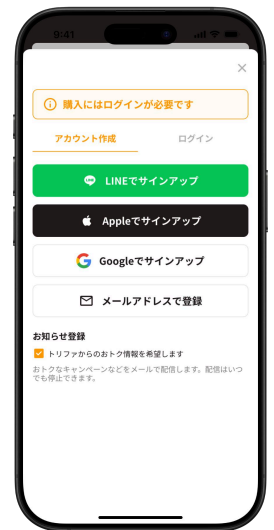 9:41
購入にはログインが必要です
アカウント作成 ログイン
LINEでサインアップ
Appleでサインアップ
Googleでサインアップ
メールアドレスで登録
お知らせ登録
トリファからのおトク情報を希望します
おトクなキャンペーンなどをメールで配信します。配信はいつ
でも停止できます。